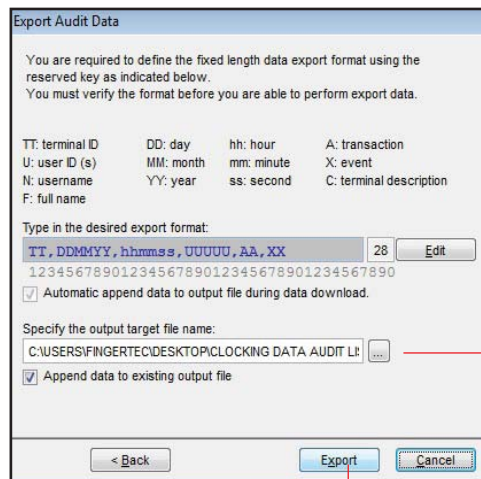 Export Audit Data
You are required to define the fixed length data export format using the
reserved key as indicated below.
You must verify the format before you are able to perform export data.
TT: terminal ID DD: day hh: hour A: transaction
U: user ID (s) MM: month mm: minute X: event
N: username YY: year ss: second C: terminal description
F: full name
Type in the desired export format:
TT,DDMMYY,hhmmss,UUUUU,AA,XX 28 Edit
1234567890123456789012345678901234567890
Automatic append data to output file during data download.
Specify the output target file name:
C:\USERS\FINGERTEC\DESKTOP\CLOCKING DATA AUDIT LIS ...
Append data to existing output file
< Back Export Cancel